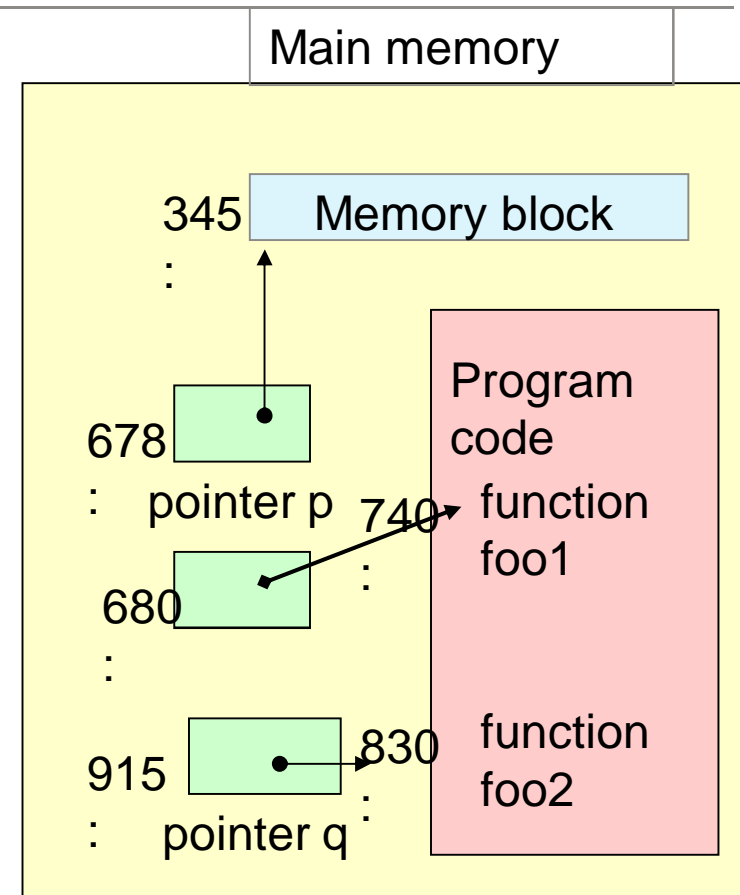 Main memory
345
:
Memory block
Program
code
678
:
pointer p
740
:
function
foo1
680
:
830
:
function
foo2
915
:
pointer q